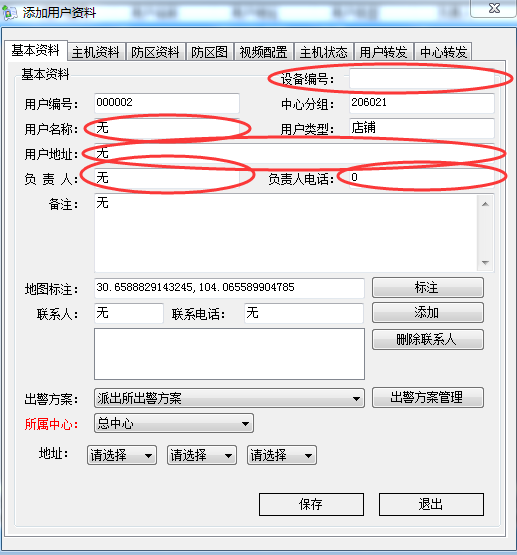 添加用户资料
基本资料 主机资料 防区资料 防区图 视频配置 主机状态 用户转发 中心转发
基本资料 设备编号:
用户编号: 000002 中心分组: 206021
用户名称: 无 用户类型: 店铺
用户地址: 无
负 责 人: 无 负责人电话: 0
备注: 无
地图标注: 30.6588829143245,104.065589904785 标注
联系人: 无 联系电话: 无 添加
删除联系人
出警方案: 派出所出警方案 出警方案管理
所属中心: 总中心
地址: 请选择 请选择 请选择
保存 退出